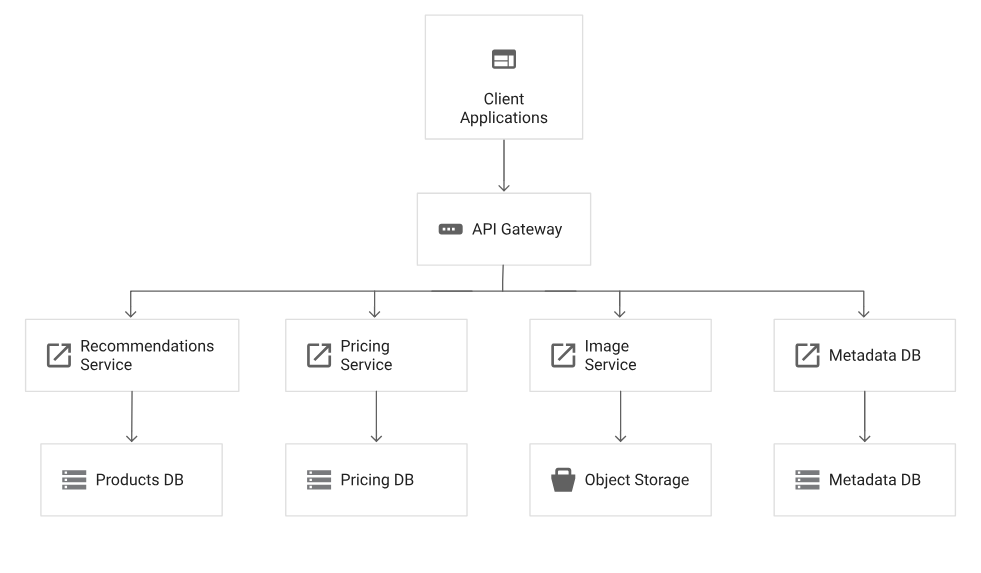 Client
Applications
API Gateway
Recommendations
Service
Pricing
Service
Image
Service
Metadata DB
Products DB
Pricing DB
Object Storage
Metadata DB